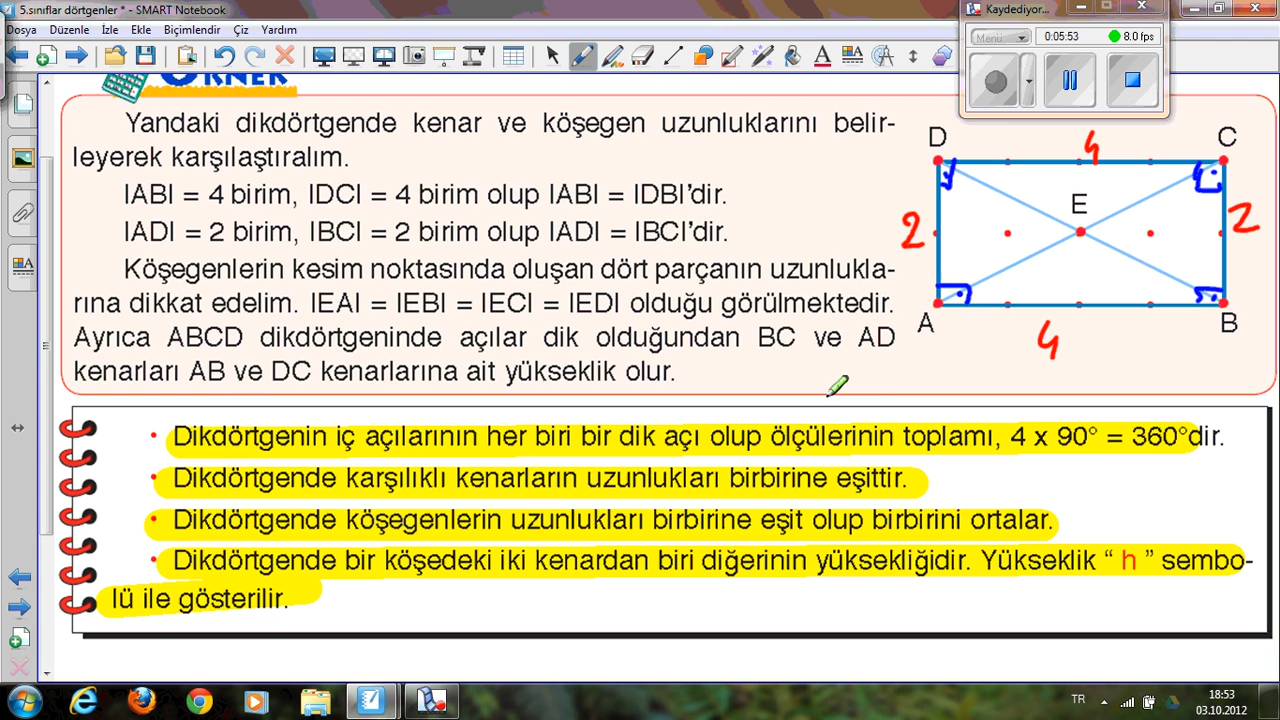 5.sınıflar dörtgenler * - SMART Notebook
Kaydediyor...
Dosya Düzenle İzle Ekle Biçimlendir Çiz Yardım
Menü 0:05:53 8.0 fps
ÖRNEK
Yandaki dikdörtgende kenar ve köşegen uzunluklarını belir-
leyerek karşılaştıralım.
IABI = 4 birim, IDCI = 4 birim olup IABI = IDBI’dir.
IADI = 2 birim, IBCI = 2 birim olup IADI = IBCI’dir.
Köşegenlerin kesim noktasında oluşan dört parçanın uzunlukla-
rına dikkat edelim. IEAI = IEBI = IECI = IEDI olduğu görülmektedir.
Ayrıca ABCD dikdörtgeninde açılar dik olduğundan BC ve AD
kenarları AB ve DC kenarlarına ait yükseklik olur.
D 4 C
E
2 2
A B
4
• Dikdörtgenin iç açılarının her biri bir dik açı olup ölçülerinin toplamı, 4 x 90° = 360°dir.
• Dikdörtgende karşılıklı kenarların uzunlukları birbirine eşittir.
• Dikdörtgende köşegenlerin uzunlukları birbirine eşit olup birbirini ortalar.
• Dikdörtgende bir köşedeki iki kenardan biri diğerinin yüksekliğidir. Yükseklik “ h ” sembo-
lü ile gösterilir.
TR 18:53
03.10.2012